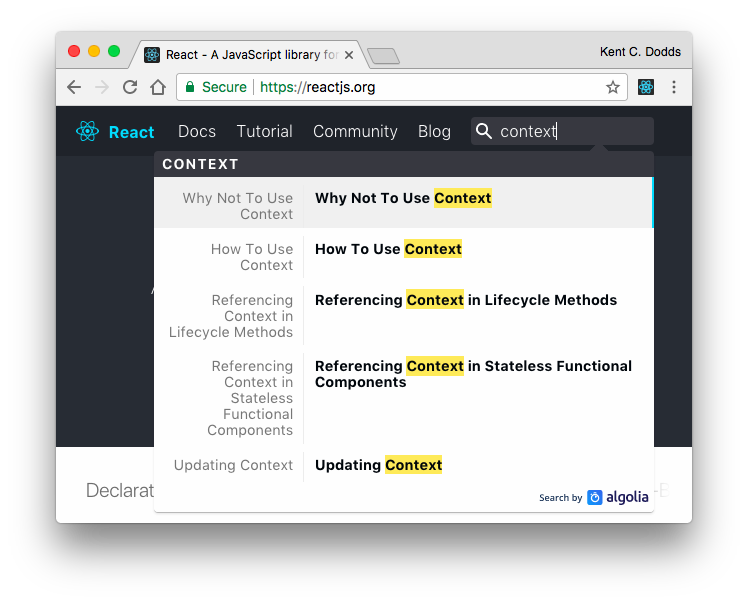 React - A JavaScript library for
Kent C. Dodds
Secure https://reactjs.org
React Docs Tutorial Community Blog context
CONTEXT
Why Not To Use
Context
Why Not To Use Context
How To Use
Context
How To Use Context
Referencing
Context in
Lifecycle Methods
Referencing Context in Lifecycle Methods
Referencing
Context in
Stateless
Functional
Components
Referencing Context in Stateless Functional
Components
Updating Context
Updating Context
Search by algolia
Declarat